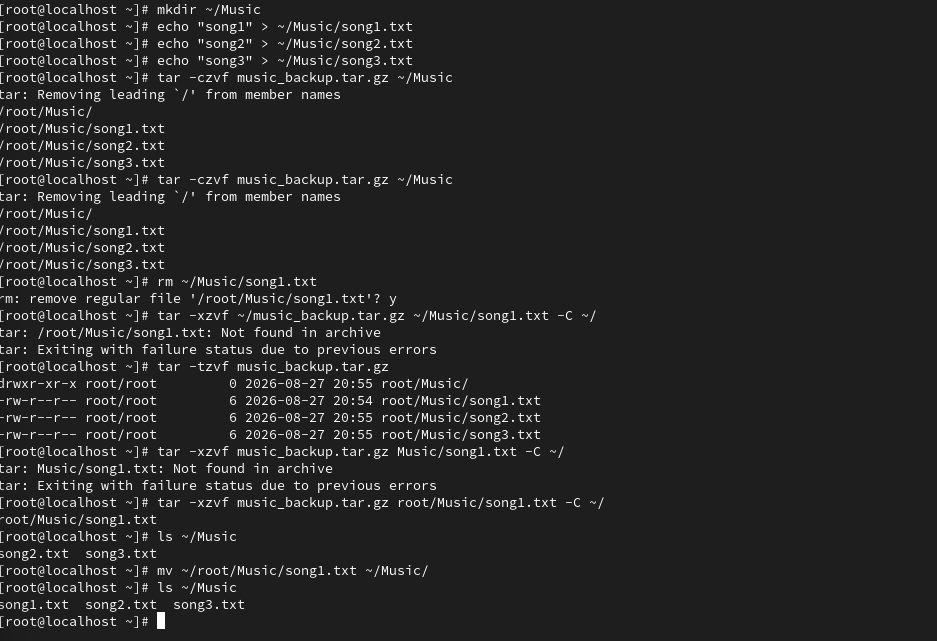 [root@localhost ~]# mkdir ~/Music
[root@localhost ~]# echo "song1" > ~/Music/song1.txt
[root@localhost ~]# echo "song2" > ~/Music/song2.txt
[root@localhost ~]# echo "song3" > ~/Music/song3.txt
[root@localhost ~]# tar -czvf music_backup.tar.gz ~/Music
tar: Removing leading `/' from member names
/root/Music/
/root/Music/song1.txt
/root/Music/song2.txt
/root/Music/song3.txt
[root@localhost ~]# tar -czvf music_backup.tar.gz ~/Music
tar: Removing leading `/' from member names
/root/Music/
/root/Music/song1.txt
/root/Music/song2.txt
/root/Music/song3.txt
[root@localhost ~]# rm ~/Music/song1.txt
rm: remove regular file '/root/Music/song1.txt'? y
[root@localhost ~]# tar -xzvf ~/music_backup.tar.gz ~/Music/song1.txt -C ~/
tar: /root/Music/song1.txt: Not found in archive
tar: Exiting with failure status due to previous errors
[root@localhost ~]# tar -tzvf music_backup.tar.gz
drwxr-xr-x root/root         0 2026-08-27 20:55 root/Music/
-rw-r--r-- root/root         6 2026-08-27 20:54 root/Music/song1.txt
-rw-r--r-- root/root         6 2026-08-27 20:55 root/Music/song2.txt
-rw-r--r-- root/root         6 2026-08-27 20:55 root/Music/song3.txt
[root@localhost ~]# tar -xzvf music_backup.tar.gz Music/song1.txt -C ~/
tar: Music/song1.txt: Not found in archive
tar: Exiting with failure status due to previous errors
[root@localhost ~]# tar -xzvf music_backup.tar.gz root/Music/song1.txt -C ~/
root/Music/song1.txt
[root@localhost ~]# ls ~/Music
song2.txt  song3.txt
[root@localhost ~]# mv ~/root/Music/song1.txt ~/Music/
[root@localhost ~]# ls ~/Music
song1.txt  song2.txt  song3.txt
[root@localhost ~]#